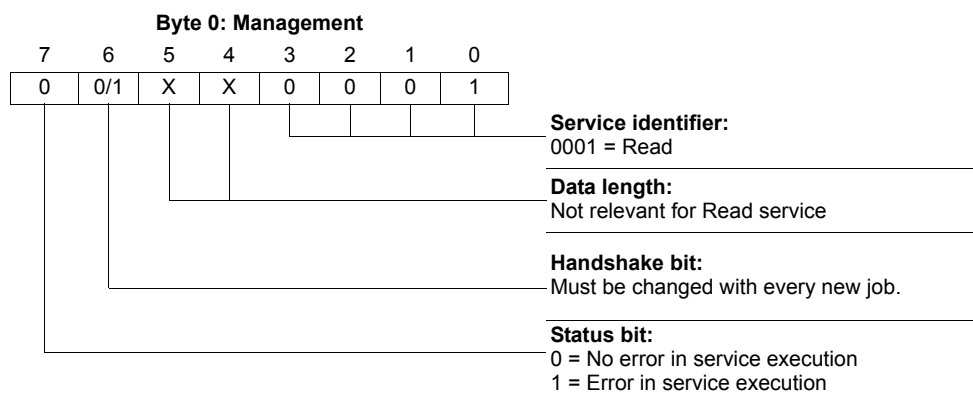 Byte 0: Management
7 6 5 4 3 2 1 0
0 0/1 X X 0 0 0 1
Service identifier:
0001 = Read
Data length:
Not relevant for Read service
Handshake bit:
Must be changed with every new job.
Status bit:
0 = No error in service execution
1 = Error in service execution